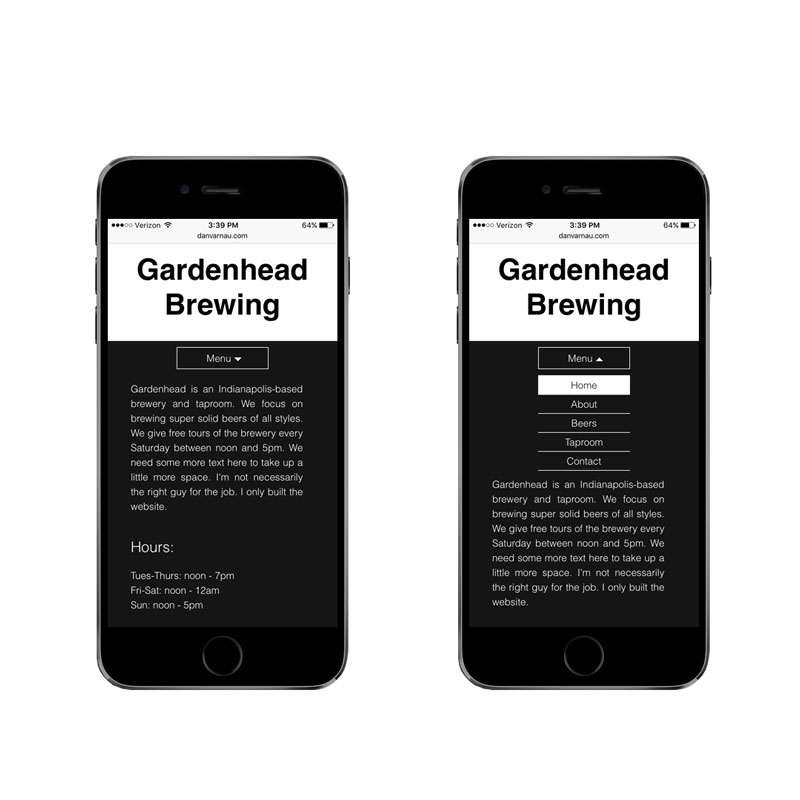 Verizon 3:39 PM 64%
danvarnau.com
Gardenhead
Brewing
Menu
Gardenhead is an Indianapolis-based
brewery and taproom. We focus on
brewing super solid beers of all styles.
We give free tours of the brewery every
Saturday between noon and 5pm. We
need some more text here to take up a
little more space. I'm not necessarily
the right guy for the job. I only built the
website.
Hours:
Tues-Thurs: noon - 7pm
Fri-Sat: noon - 12am
Sun: noon - 5pm
Verizon 3:39 PM 64%
danvarnau.com
Gardenhead
Brewing
Menu
Home
About
Beers
Taproom
Contact
Gardenhead is an Indianapolis-based
brewery and taproom. We focus on
brewing super solid beers of all styles.
We give free tours of the brewery every
Saturday between noon and 5pm. We
need some more text here to take up a
little more space. I'm not necessarily
the right guy for the job. I only built the
website.